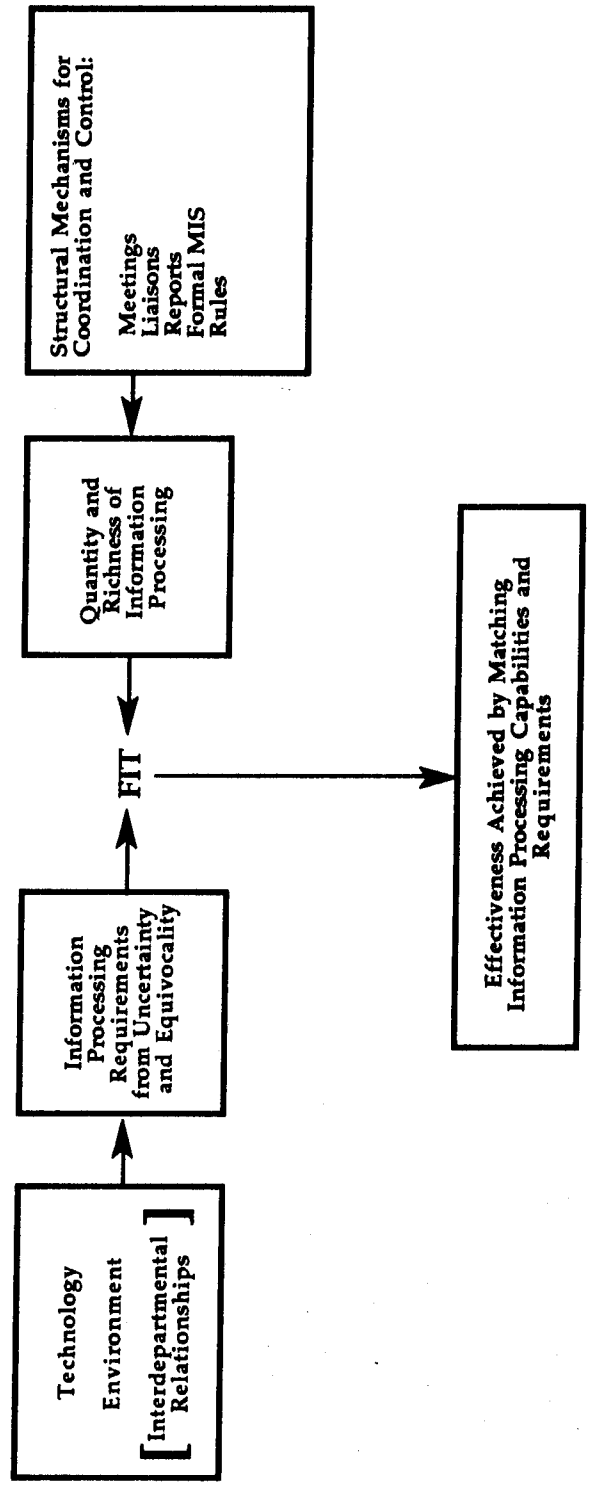 Technology
Environment
[Interdepartmental
Relationships]
Information
Processing
Requirements
from Uncertainty
and Equivocality
FIT
Quantity and
Richness of
Information
Processing
Structural Mechanisms for
Coordination and Control:
Meetings
Liaisons
Reports
Formal MIS
Rules
Effectiveness Achieved by Matching
Information Processing Capabilities and
Requirements